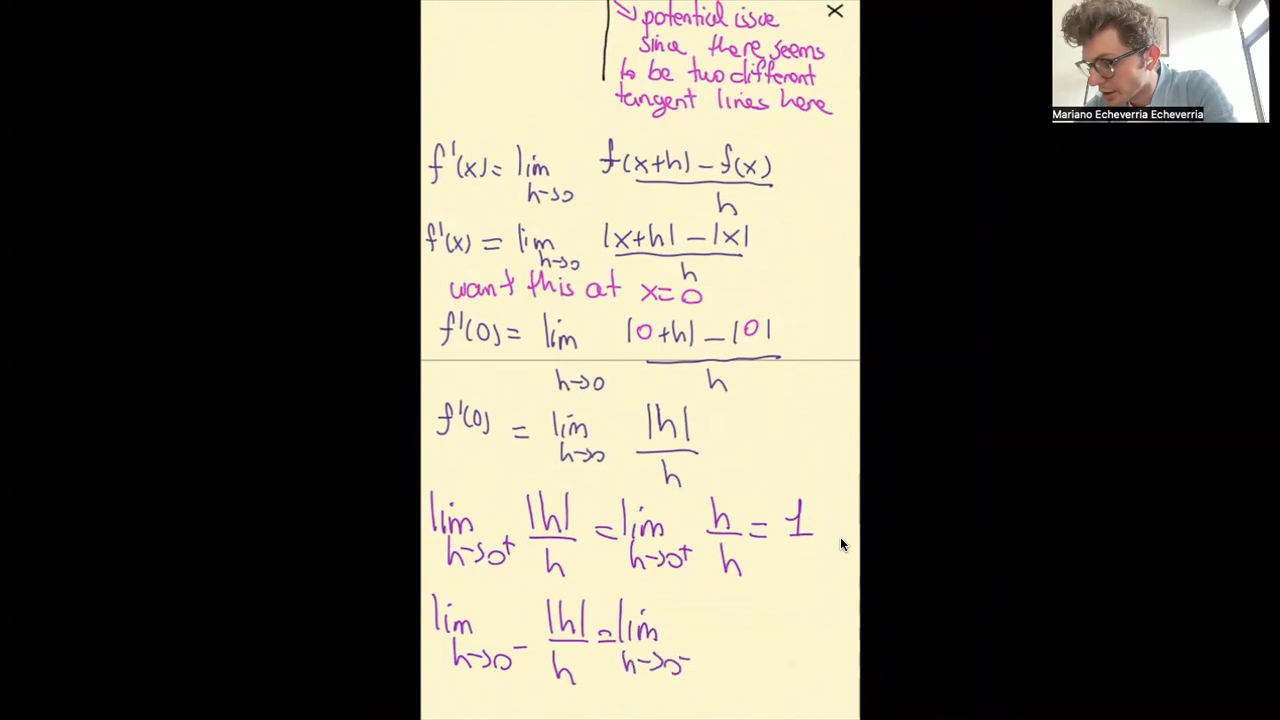 ↘ potential issue
since there seems
to be two different
tangent lines here
Mariano Echeverria Echeverria
f'(x) = lim h→0 f(x+h) - f(x) / h
f'(x) = lim h→0 |x+h| - |x| / h
want this at x=0
f'(0) = lim h→0 |0+h| - |0| / h
f'(0) = lim h→0 |h| / h
lim h→0⁺ |h| / h = lim h→0⁺ h / h = 1
lim h→0⁻ |h| / h = lim h→0⁻